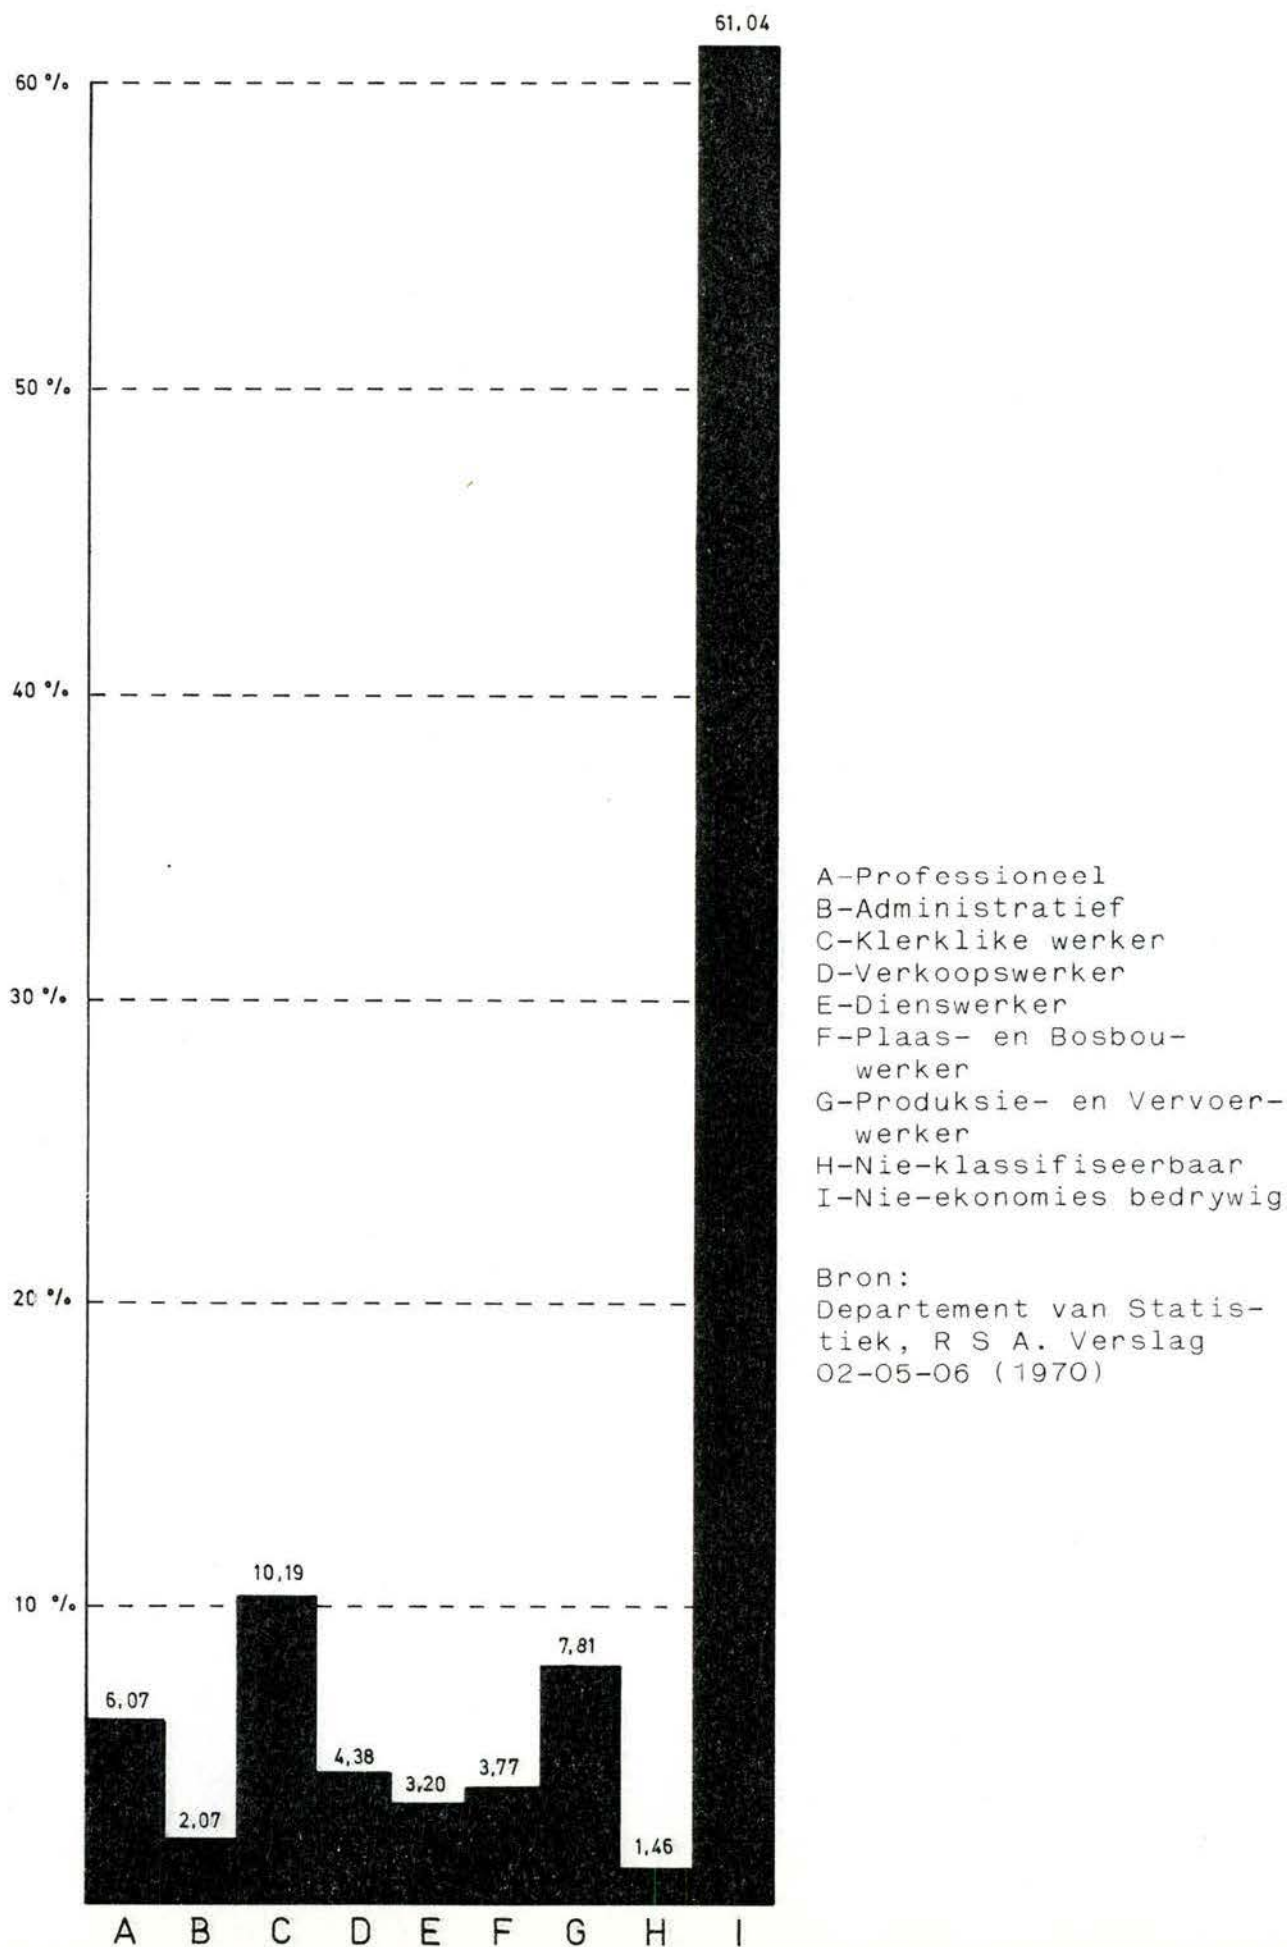 61,04
60 %
50 %
40 %
30 %
20 %
10 %
6,07
2,07
10,19
4,38
3,20
3,77
7,81
1,46
A B C D E F G H I
A-Professioneel
B-Administratief
C-Klerklike werker
D-Verkoopswerker
E-Dienswerker
F-Plaas- en Bosbou-
werker
G-Produksie- en Vervoer-
werker
H-Nie-klassifiseerbaar
I-Nie-ekonomies bedrywig
Bron:
Departement van Statis-
tiek, R S A. Verslag
02-05-06 (1970)